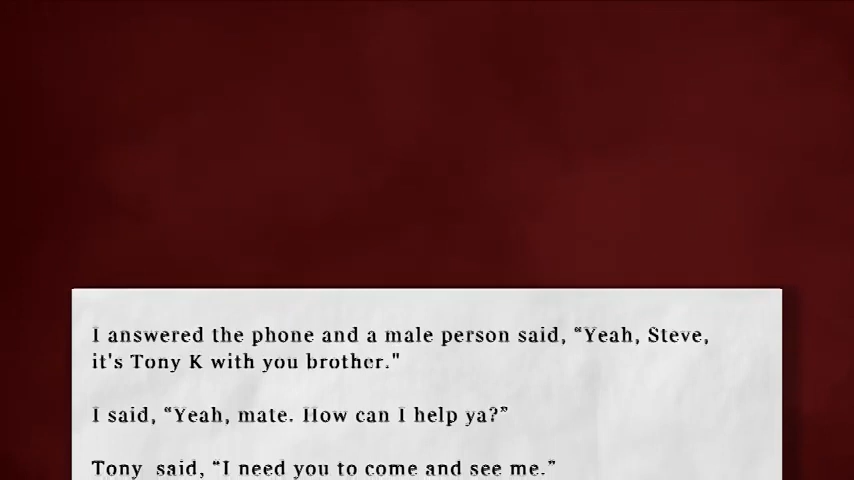 I answered the phone and a male person said, “Yeah, Steve,
it's Tony K with you brother."
I said, “Yeah, mate. How can I help ya?”
Tony said, “I need you to come and see me.”